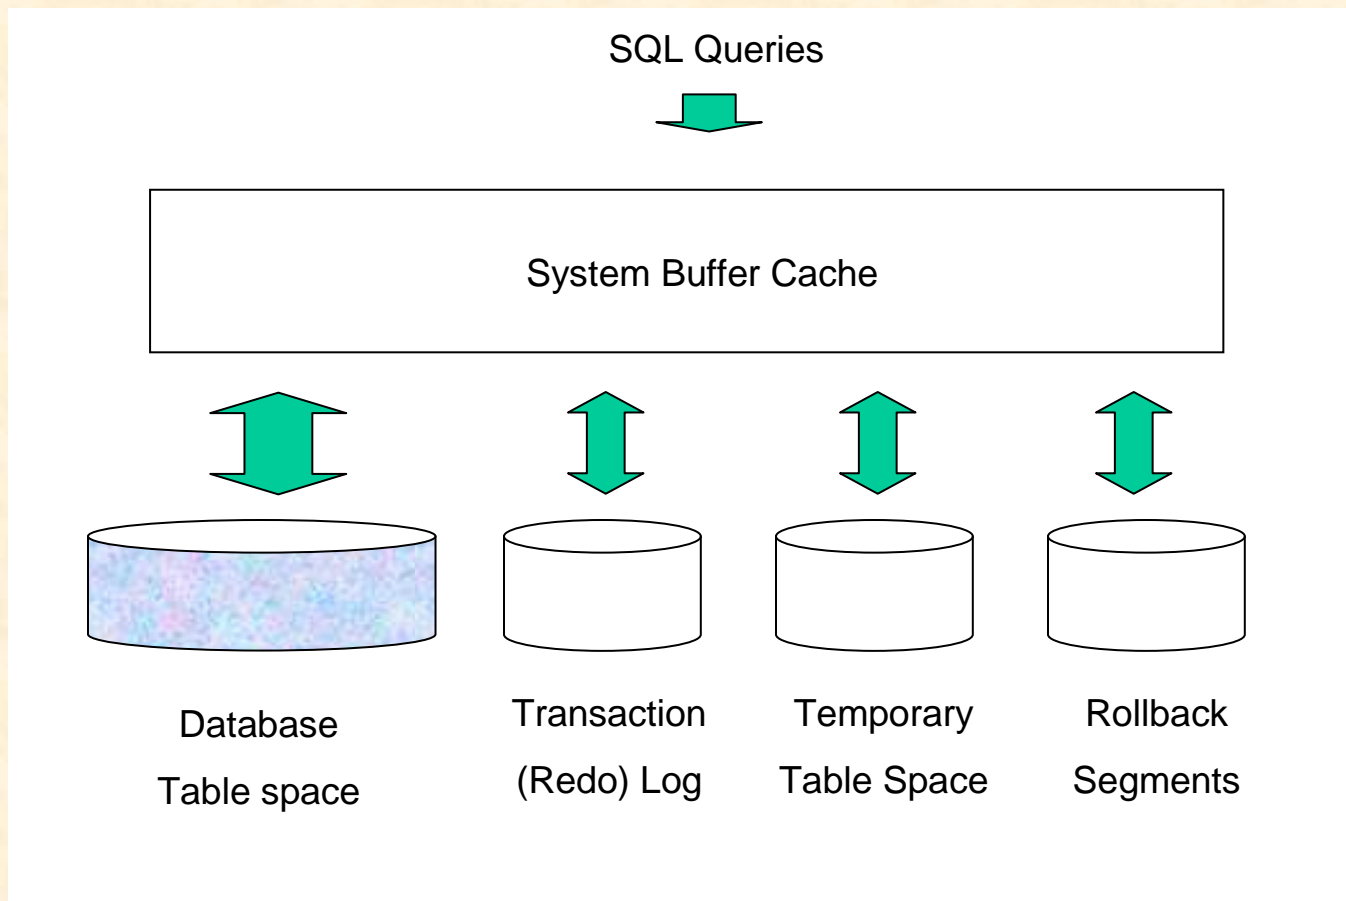 SQL Queries
System Buffer Cache
Database
Table space
Transaction
(Redo) Log
Temporary
Table Space
Rollback
Segments